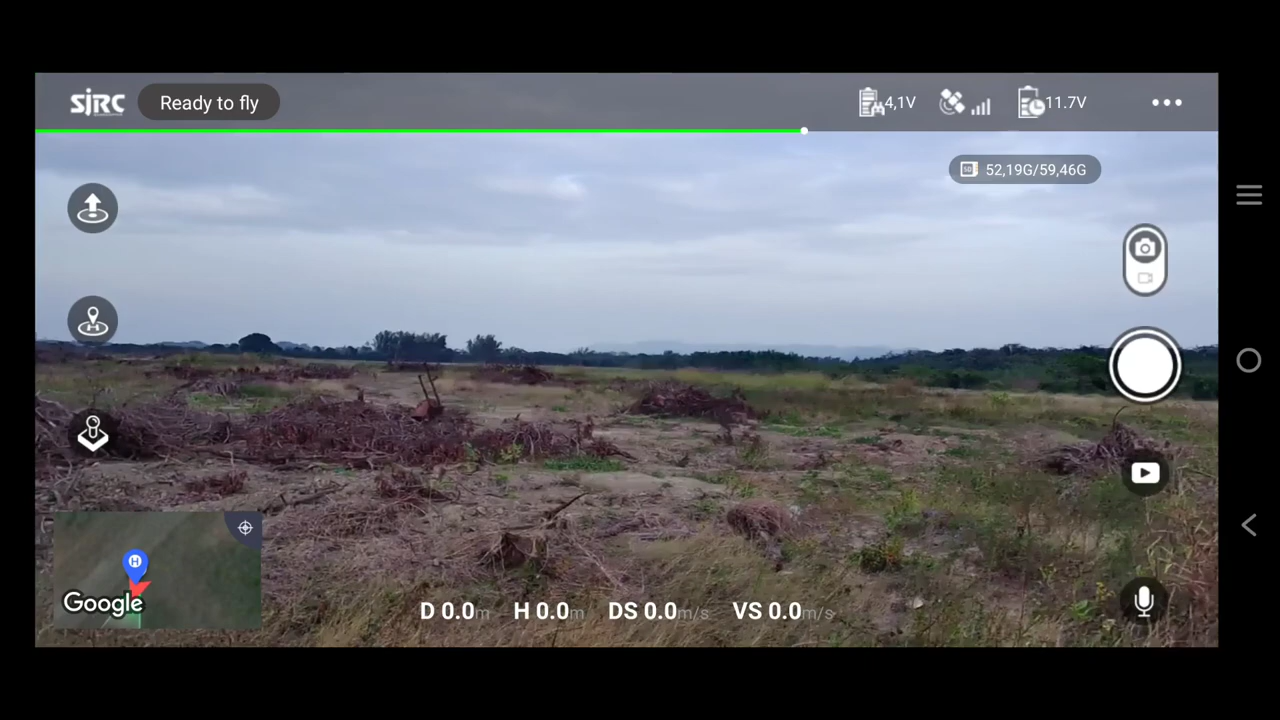 SJRC Ready to fly 4,1V 11.7V
52,19G/59,46G
H
H
Google
D 0.0m H 0.0m DS 0.0m/s VS 0.0m/s